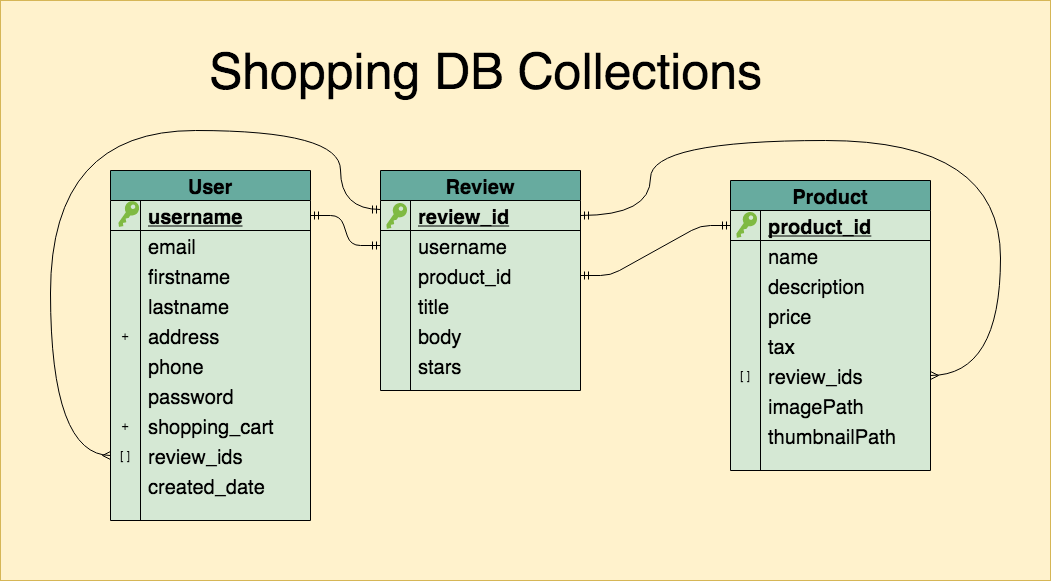 Shopping DB Collections
User
username
email
firstname
lastname
+ address
phone
password
+ shopping_cart
[] review_ids
created_date
Review
review_id
username
product_id
title
body
stars
Product
product_id
name
description
price
tax
[] review_ids
imagePath
thumbnailPath